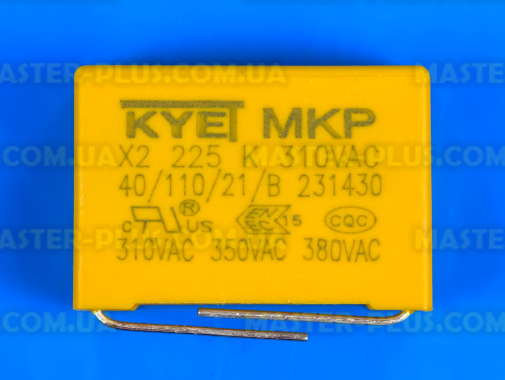 MASTER-PLUS.COM.UA
KYET MKP
X2 225 K 310VAC
40/110/21/B 231430
c UL ® US ENEC 15 CQC
310VAC 350VAC 380VAC